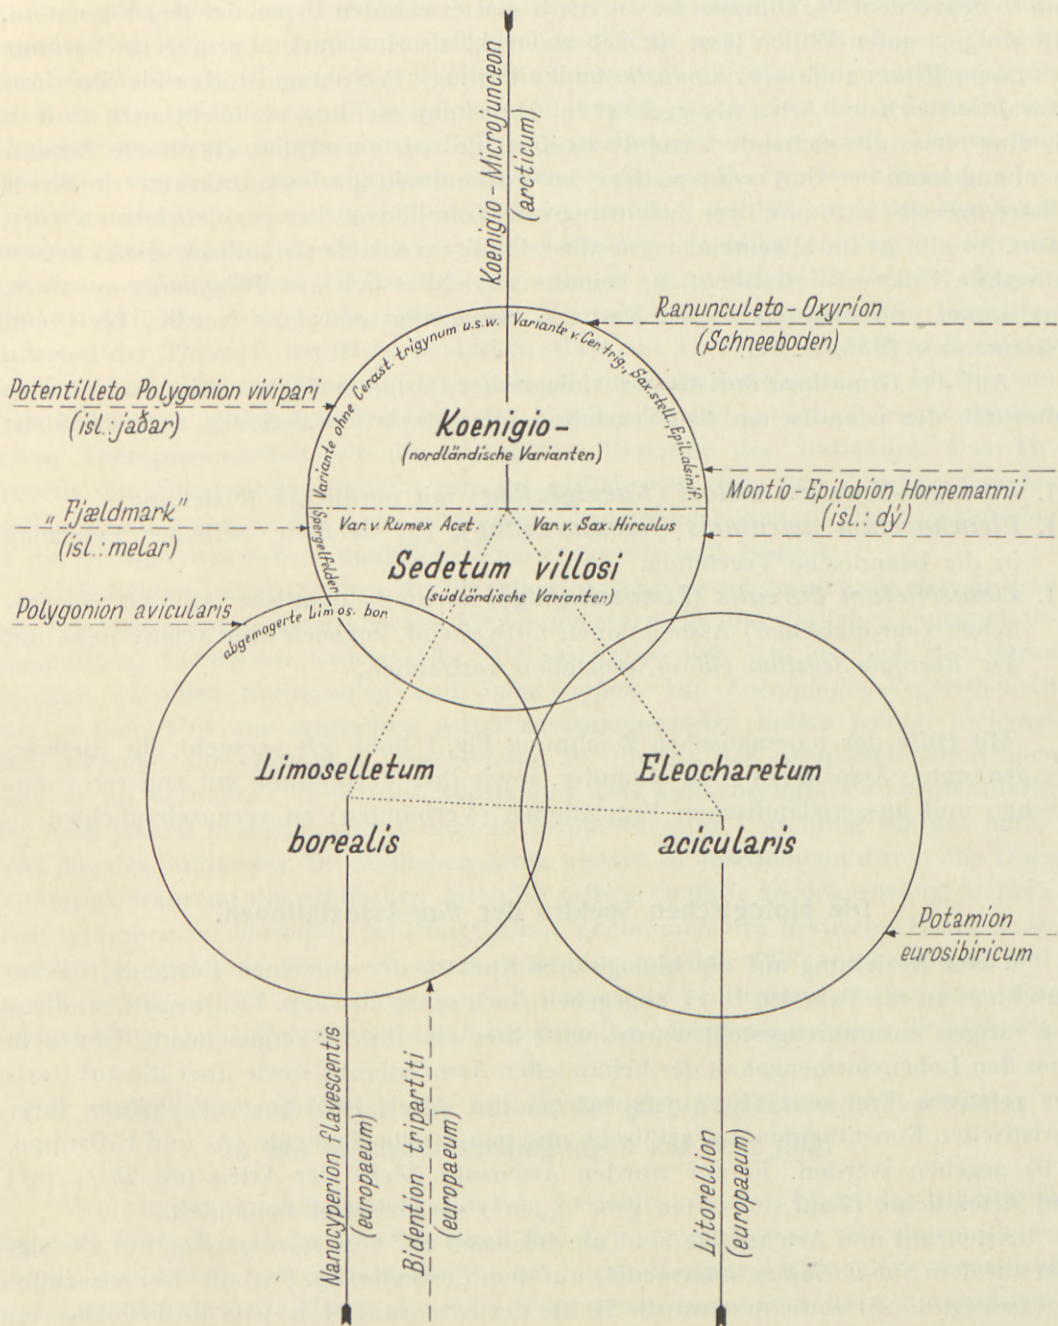 Koenigio-Microjunceon
(arcticum)
Ranunculeto-Oxyríon
(Schneeboden)
Variante ohne Cerast. trigynum u.s.w.
Variante v. Cer. trig., Sax. stell. Epil. alsinif.
Potentilleto Polygonion vivipari
(isl.: jaðar)
Koenigio-
(nordländische Varianten)
Montio-Epilobion Hornemannii
(isl.: dý)
„Fjældmark"
(isl.: melar)
Var. v Rumex Acet.
Var. v. Sax. Hirculus
Spergelfelder
Sedetum villosi
(südländische Varianten)
Polygonion avicularis
abgemagerte Limos. bor.
Limoselletum
borealis
Eleocharetum
acicularis
Potamion
eurosibiricum
Nanocyperion flavescentis
(europaeum)
Bidention tripartiti
(europaeum)
Litorellion
(europaeum)